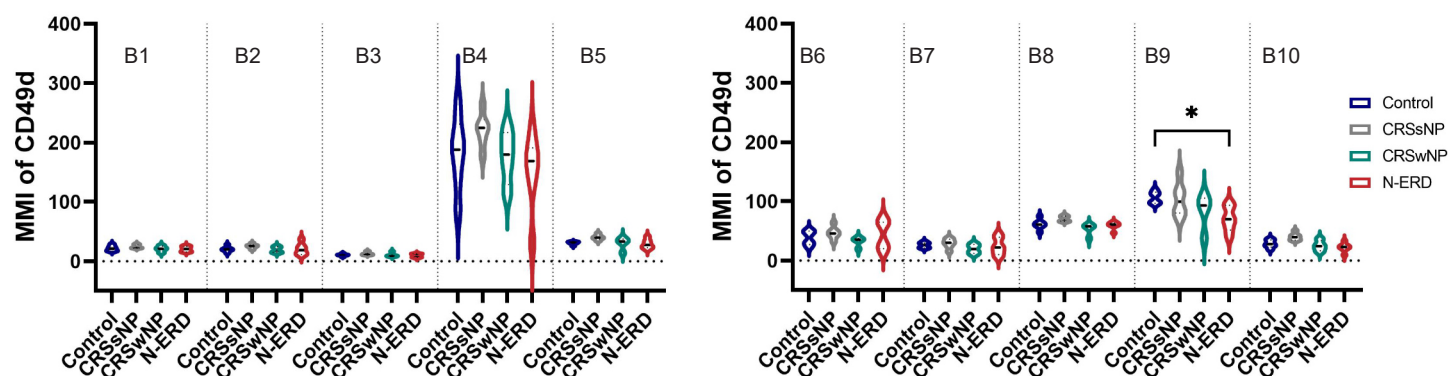 MMI of CD49d
400
300
200
100
0
B1 B2 B3 B4 B5
Control CRSsNP CRSwNP N-ERD Control CRSsNP CRSwNP N-ERD Control CRSsNP CRSwNP N-ERD Control CRSsNP CRSwNP N-ERD Control CRSsNP CRSwNP N-ERD
MMI of CD49d
400
300
200
100
0
B6 B7 B8 B9 B10
*
Control CRSsNP CRSwNP N-ERD Control CRSsNP CRSwNP N-ERD Control CRSsNP CRSwNP N-ERD Control CRSsNP CRSwNP N-ERD Control CRSsNP CRSwNP N-ERD
Control
CRSsNP
CRSwNP
N-ERD